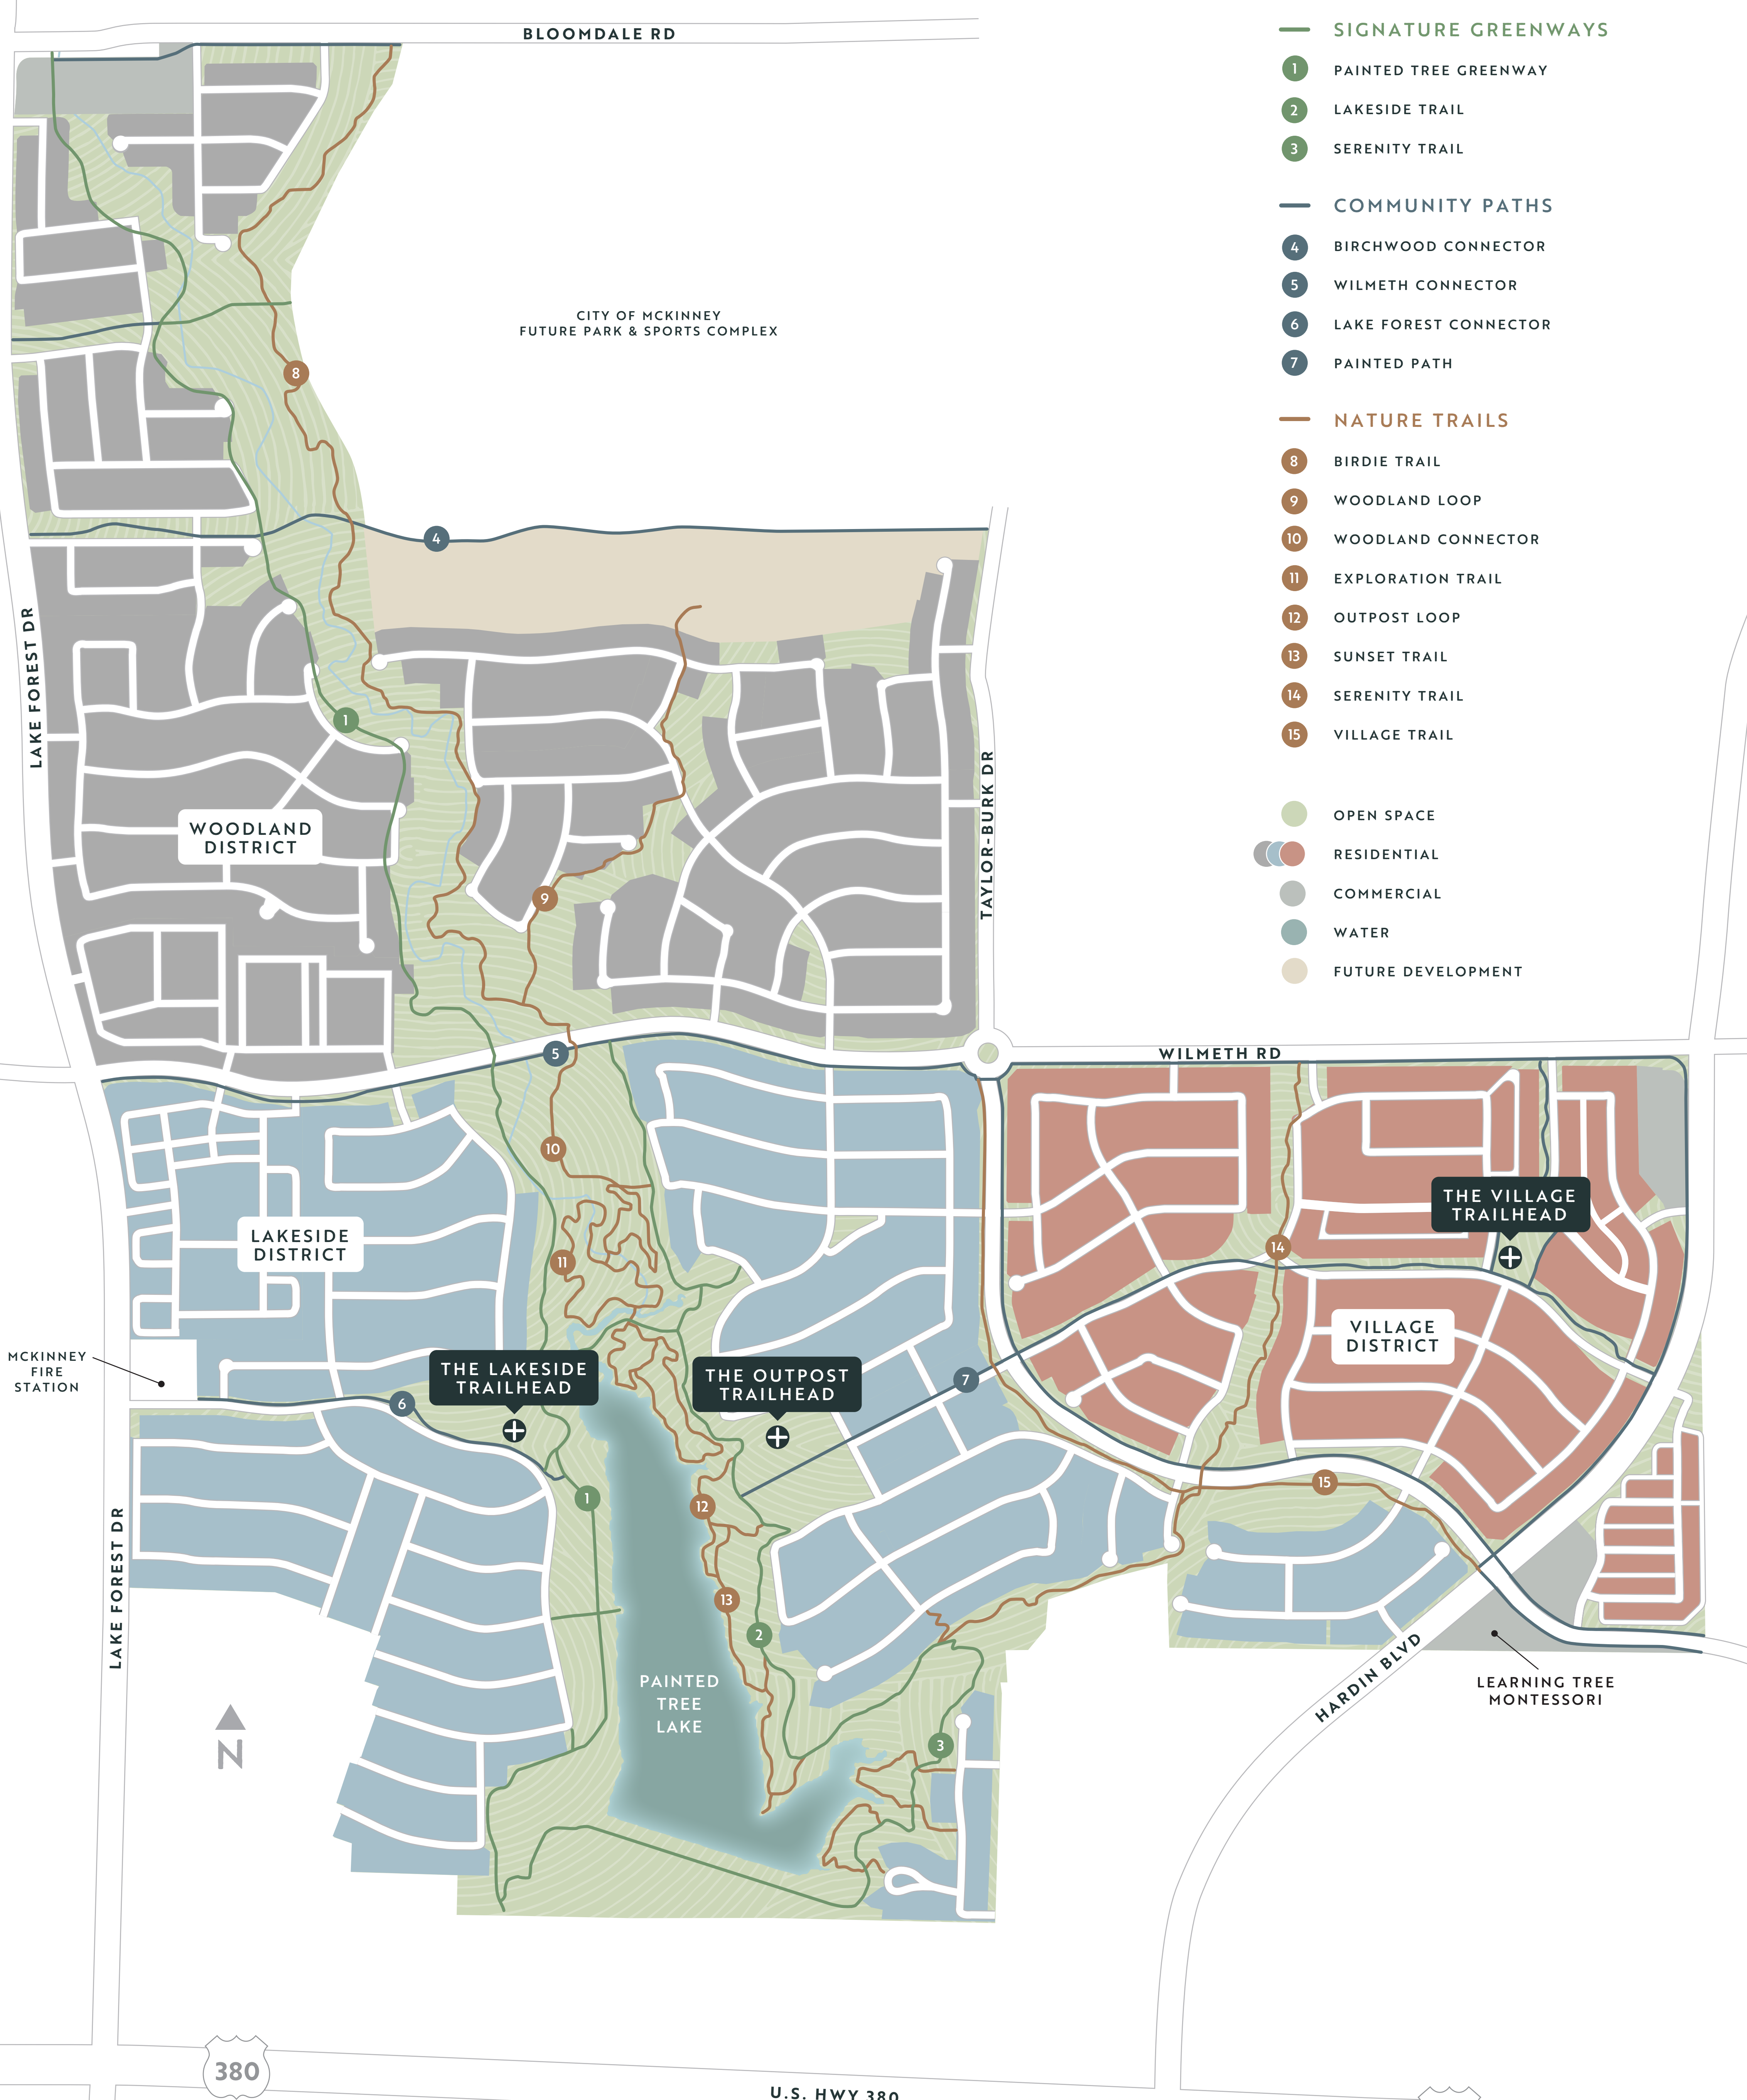 BLOOMDALE RD
SIGNATURE GREENWAYS
1 PAINTED TREE GREENWAY
2 LAKESIDE TRAIL
3 SERENITY TRAIL
COMMUNITY PATHS
4 BIRCHWOOD CONNECTOR
5 WILMETH CONNECTOR
6 LAKE FOREST CONNECTOR
7 PAINTED PATH
NATURE TRAILS
8 BIRDIE TRAIL
9 WOODLAND LOOP
10 WOODLAND CONNECTOR
11 EXPLORATION TRAIL
12 OUTPOST LOOP
13 SUNSET TRAIL
14 SERENITY TRAIL
15 VILLAGE TRAIL
OPEN SPACE
RESIDENTIAL
COMMERCIAL
WATER
FUTURE DEVELOPMENT
CITY OF MCKINNEY
FUTURE PARK & SPORTS COMPLEX
8
4
LAKE FOREST DR
1
TAYLOR-BURK DR
WOODLAND
DISTRICT
9
5
WILMETH RD
10
THE VILLAGE
TRAILHEAD
LAKESIDE
DISTRICT
11
14
VILLAGE
DISTRICT
MCKINNEY
FIRE
STATION
THE LAKESIDE
TRAILHEAD
THE OUTPOST
TRAILHEAD
7
6
15
1
12
LAKE FOREST DR
13
2
PAINTED
TREE
LAKE
HARDIN BLVD
LEARNING TREE
MONTESSORI
3
N
380
U.S. HWY 380